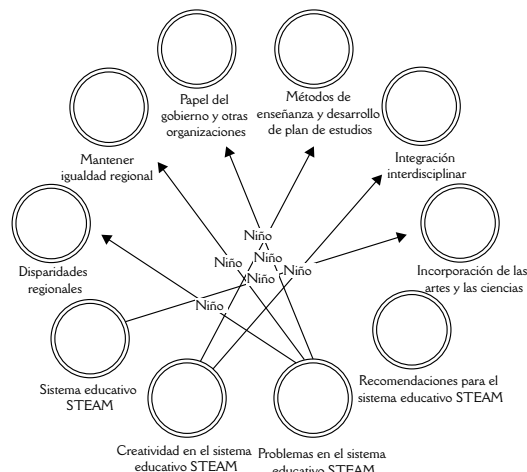 Papel del
gobierno y otras
organizaciones
Métodos de
enseñanza y desarrollo
de plan de estudios
Mantener
igualdad regional
Integración
interdisciplinar
Disparidades
regionales
Incorporación de las
artes y las ciencias
Niño
Niño
Niño
Niño
Niño
Niño
Sistema educativo
STEAM
Recomendaciones para el
sistema educativo STEAM
Creatividad en el sistema
educativo STEAM
Problemas en el sistema
educativo STEAM